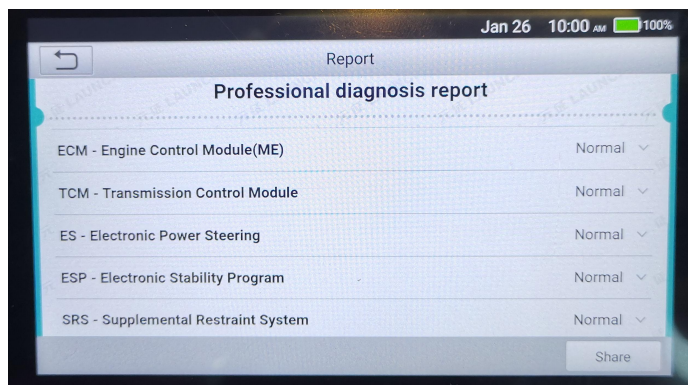 Jan 26 10:00 AM 100%
Report
Professional diagnosis report
ECM - Engine Control Module(ME) Normal
TCM - Transmission Control Module Normal
ES - Electronic Power Steering Normal
ESP - Electronic Stability Program Normal
SRS - Supplemental Restraint System Normal
Share